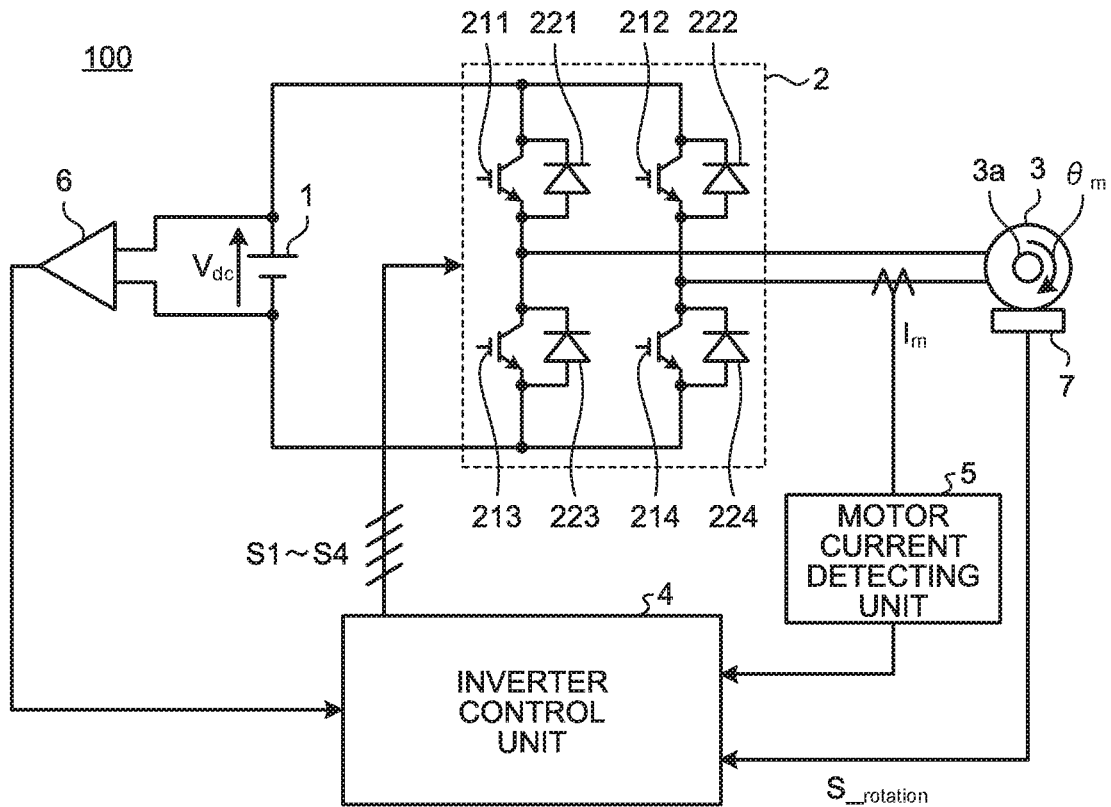 211 221 212 222
100
2
6
1
3a 3 θm
Vdc
Im
7
213 223 214 224
5
MOTOR
CURRENT
DETECTING
UNIT
S1～S4
4
INVERTER
CONTROL
UNIT
S_rotation